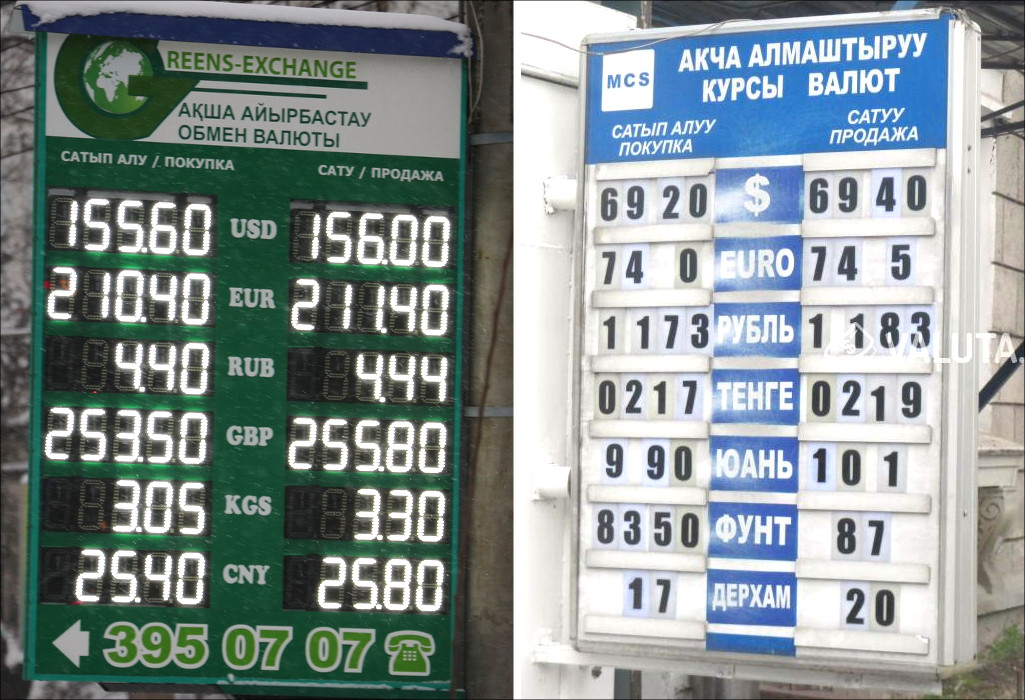 GREENS-EXCHANGE
АҚША АЙЫРБАСТАУ
ОБМЕН ВАЛЮТЫ
САТЫП АЛУ / ПОКУПКА САТУ / ПРОДАЖА
155.60 USD 156.00
210.40 EUR 211.40
4.40 RUB 4.44
253.50 GBP 255.80
3.05 KGS 3.30
25.40 CNY 25.80
395 07 07
MCS
АКЧА АЛМАШТЫРУУ
КУРСЫ ВАЛЮТ
САТЫП АЛУУ САТУУ
ПОКУПКА ПРОДАЖА
69 20 $ 69 40
74 0 EURO 74 5
1 173 РУБЛЬ 1 183
VALUTA.
0217 ТЕНГЕ 0219
9 90 ЮАНЬ 10 1
8350 ФУНТ 87
17 ДЕРХАМ 20